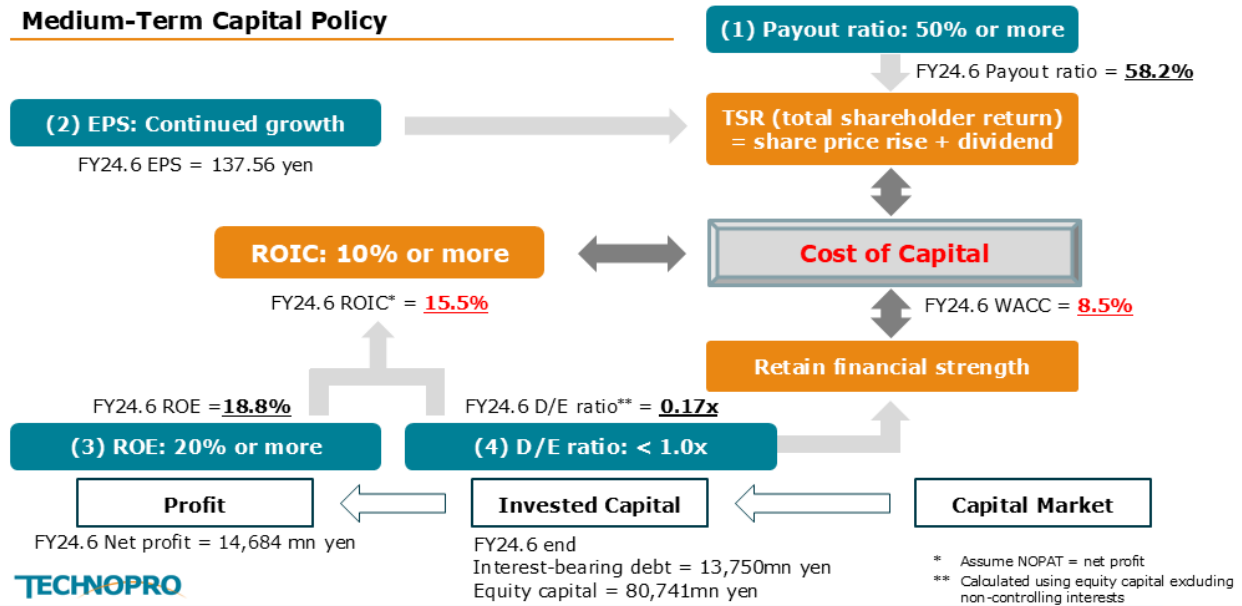 Medium-Term Capital Policy
(1) Payout ratio: 50% or more
FY24.6 Payout ratio = 58.2%
(2) EPS: Continued growth
FY24.6 EPS = 137.56 yen
TSR (total shareholder return)
= share price rise + dividend
ROIC: 10% or more
FY24.6 ROIC* = 15.5%
Cost of Capital
FY24.6 WACC = 8.5%
Retain financial strength
FY24.6 ROE =18.8%
FY24.6 D/E ratio** = 0.17x
(3) ROE: 20% or more
(4) D/E ratio: < 1.0x
Profit
Invested Capital
Capital Market
FY24.6 Net profit = 14,684 mn yen
FY24.6 end
Interest-bearing debt = 13,750mn yen
Equity capital = 80,741mn yen
* Assume NOPAT = net profit
** Calculated using equity capital excluding
non-controlling interests
TECHNOPRO